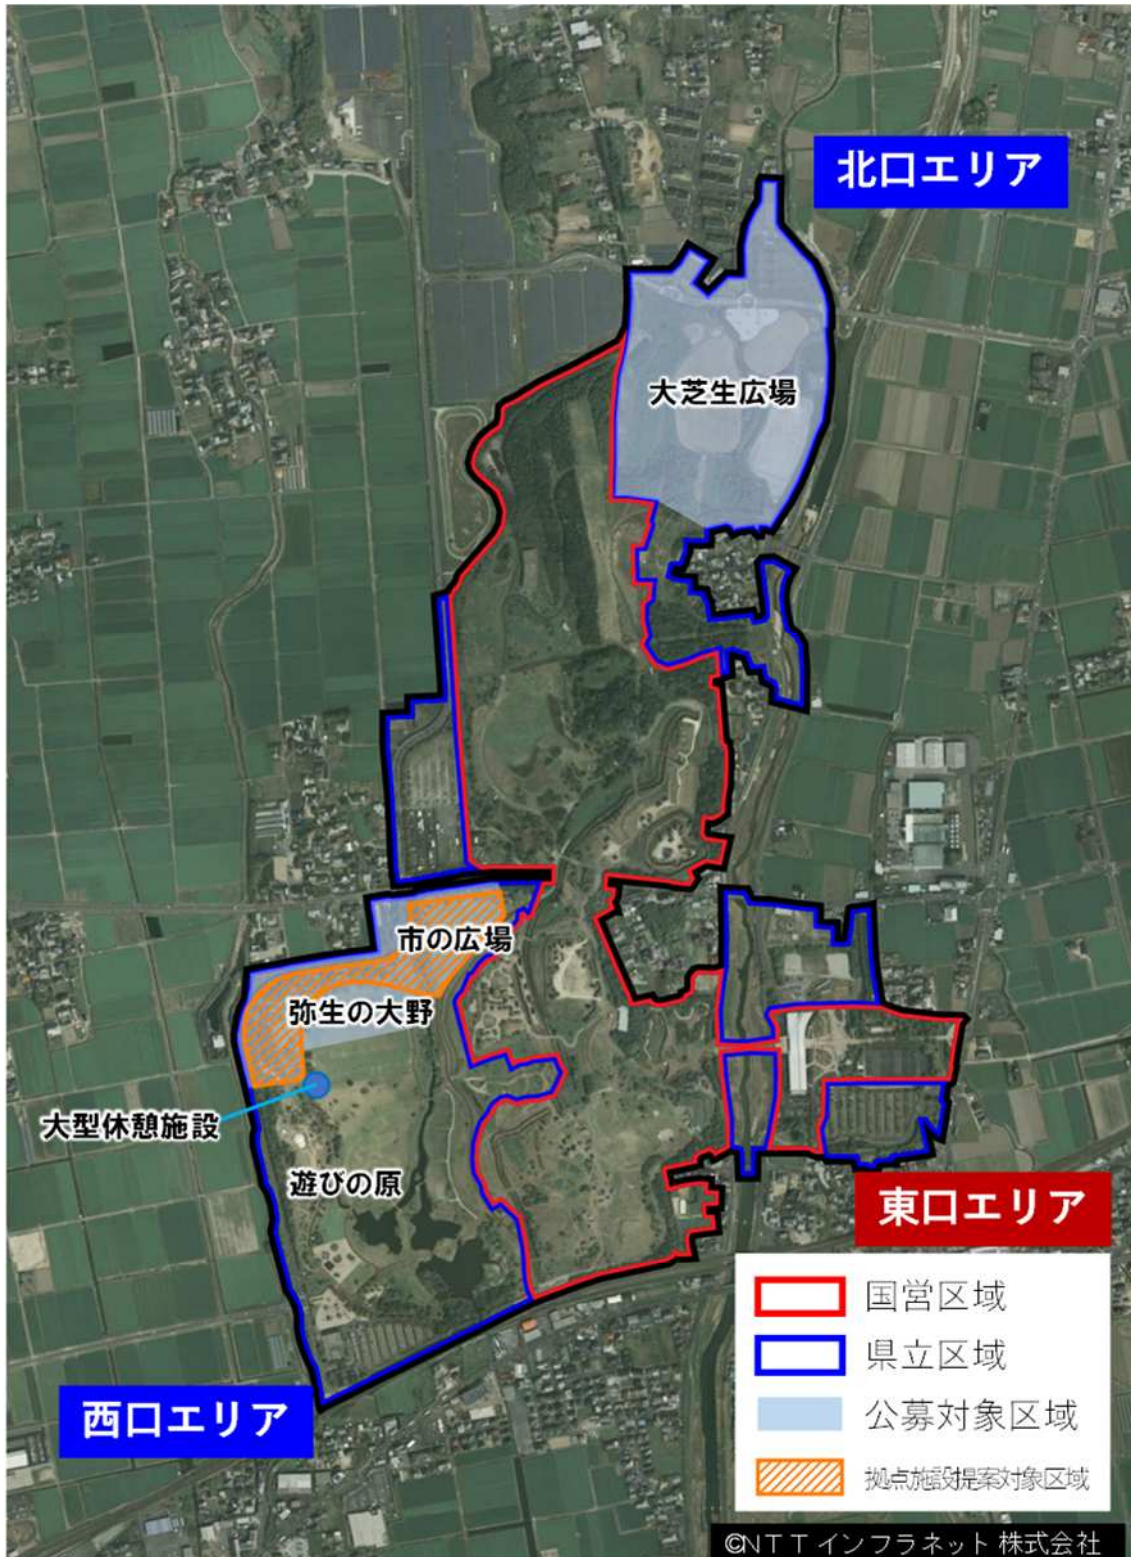 北口エリア
大芝生広場
市の広場
弥生の大野
大型休憩施設
遊びの原
東口エリア
国営区域
県立区域
西口エリア
公募対象区域
拠点施設提案対象区域
©NTTインフラネット株式会社